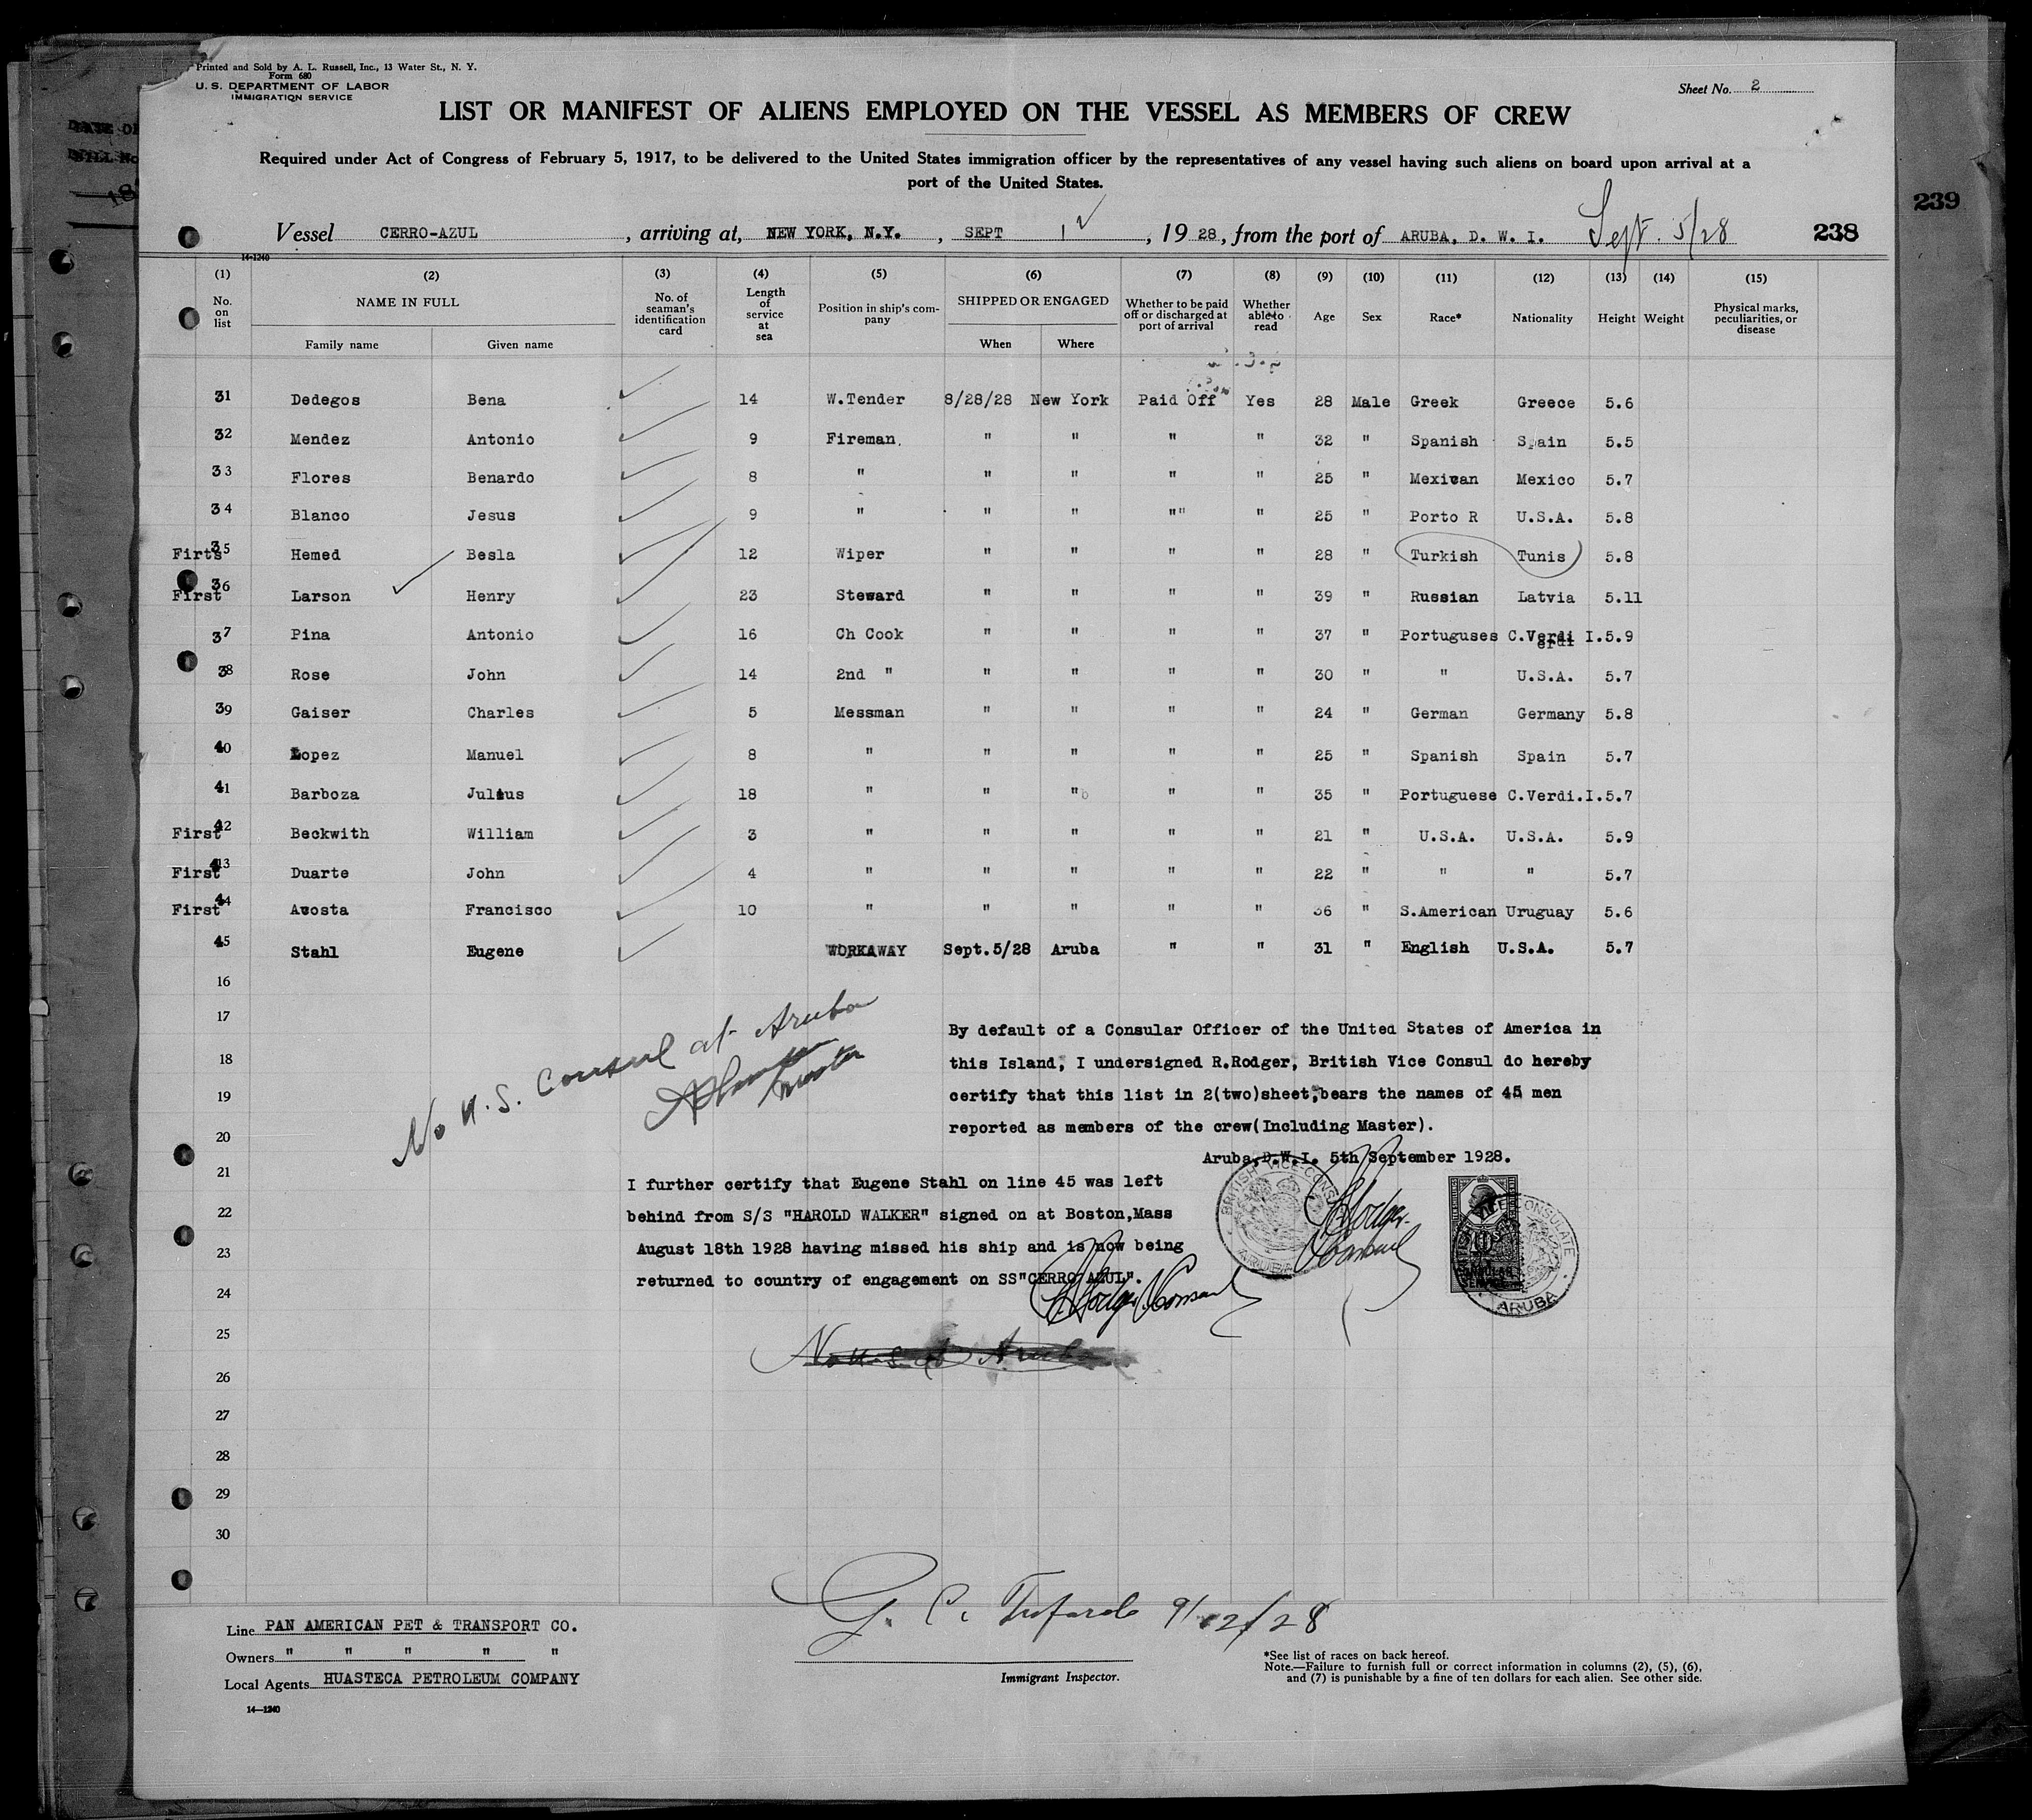 Printed and Sold by A. L. Russell, Inc., 13 Water St., N. Y.
Form 680
U. S. DEPARTMENT OF LABOR
IMMIGRATION SERVICE
Sheet No. 2
LIST OR MANIFEST OF ALIENS EMPLOYED ON THE VESSEL AS MEMBERS OF CREW
Required under Act of Congress of February 5, 1917, to be delivered to the United States immigration officer by the representatives of any vessel having such aliens on board upon arrival at a
port of the United States.
239
Vessel CERRO-AZUL, arriving at, NEW YORK, N.Y., SEPT 12, 1928, from the port of ARUBA, D. W. I. Sept. 5/28 238
14-1240
(1) (2) (3) (4) (5) (6) (7) (8) (9) (10) (11) (12) (13) (14) (15)
No. on list NAME IN FULL Family name Given name No. of seaman's identification card Length of service at sea Position in ship's company SHIPPED OR ENGAGED When Where Whether to be paid off or discharged at port of arrival Whether able to read Age Sex Race* Nationality Height Weight Physical marks, peculiarities, or disease
31 Dedegos Bena 14 W.Tender 8/28/28 New York Paid Off Yes 28 Male Greek Greece 5.6
32 Mendez Antonio 9 Fireman " " " " 32 " Spanish Spain 5.5
33 Flores Benardo 8 " " " " " 25 " Mexican Mexico 5.7
34 Blanco Jesus 9 " " " " " 25 " Porto R U.S.A. 5.8
Firts 35 Hemed Besla 12 Wiper " " " " 28 " Turkish Tunis 5.8
First 36 Larson Henry 23 Steward " " " " 39 " Russian Latvia 5.11
37 Pina Antonio 16 Ch Cook " " " " 37 " Portuguses C.Verdi I. 5.9
38 Rose John 14 2nd " " " " " 30 " " U.S.A. 5.7
39 Gaiser Charles 5 Messman " " " " 24 " German Germany 5.8
40 Lopez Manuel 8 " " " " " 25 " Spanish Spain 5.7
41 Barboza Julius 18 " " " " " 35 " Portuguese C.Verdi.I. 5.7
First 42 Beckwith William 3 " " " " " 21 " U.S.A. U.S.A. 5.9
First 43 Duarte John 4 " " " " " 22 " " " 5.7
First 44 Acosta Francisco 10 " " " " " 36 " S.American Uruguay 5.6
45 Stahl Eugene WORKAWAY Sept.5/28 Aruba " " 31 " English U.S.A. 5.7
16
17
18
19
20
21
22
23
24
25
26
27
28
29
30
No U.S. Consul at Aruba
Master
By default of a Consular Officer of the United States of America in
this Island, I undersigned R.Rodger, British Vice Consul do hereby
certify that this list in 2(two)sheet,bears the names of 45 men
reported as members of the crew(Including Master).
Aruba,D.W.I. 5th September 1928.
I further certify that Eugene Stahl on line 45 was left
behind from S/S "HAROLD WALKER" signed on at Boston,Mass
August 18th 1928 having missed his ship and is now being
returned to country of engagement on SS"CERRO AZUL".
R Rodger V Consul
BRITISH VICE-CONSULATE
ARUBA
G. C. Tufarolo 9/12/28
Immigrant Inspector.
Line PAN AMERICAN PET & TRANSPORT CO.
Owners " " " " "
Local Agents HUASTECA PETROLEUM COMPANY
14—1240
*See list of races on back hereof.
Note.—Failure to furnish full or correct information in columns (2), (5), (6),
and (7) is punishable by a fine of ten dollars for each alien. See other side.